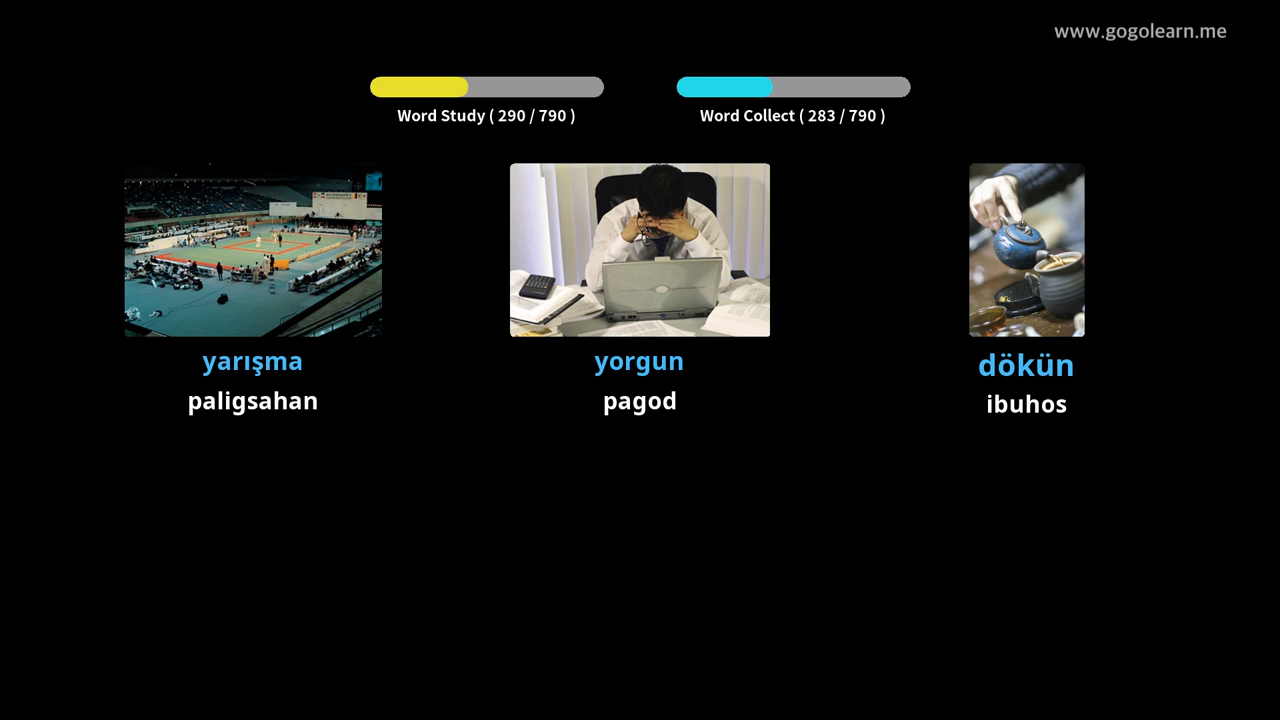 www.gogolearn.me
Word Study ( 290 / 790 )
Word Collect ( 283 / 790 )
yarışma
yorgun
dökün
paligsahan
pagod
ibuhos